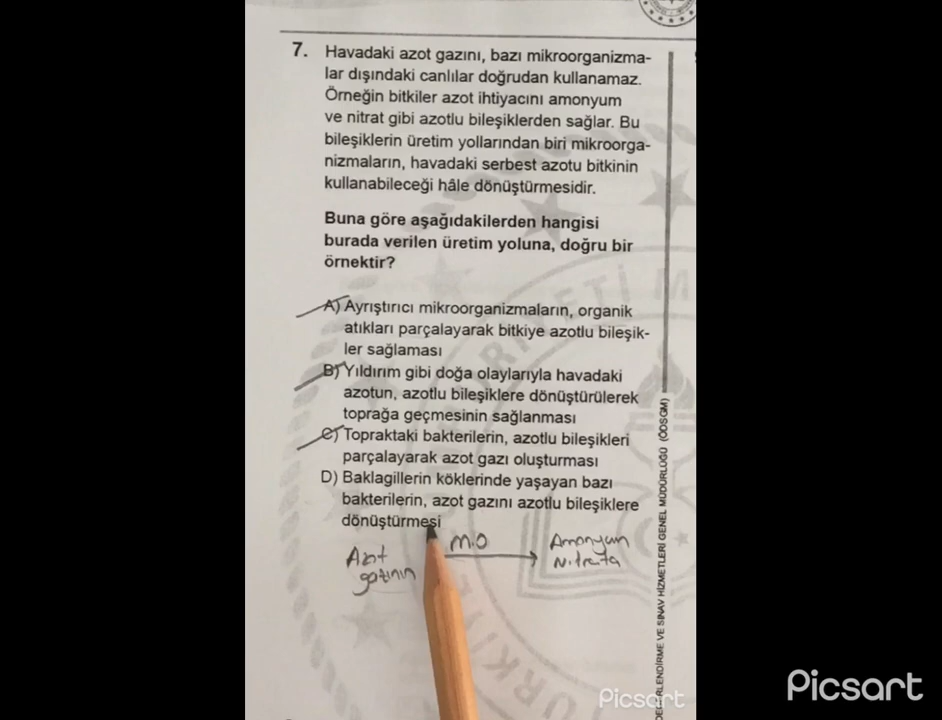 7. Havadaki azot gazını, bazı mikroorganizma-
lar dışındaki canlılar doğrudan kullanamaz.
Örneğin bitkiler azot ihtiyacını amonyum
ve nitrat gibi azotlu bileşiklerden sağlar. Bu
bileşiklerin üretim yollarından biri mikroorga-
nizmaların, havadaki serbest azotu bitkinin
kullanabileceği hâle dönüştürmesidir.
Buna göre aşağıdakilerden hangisi
burada verilen üretim yoluna, doğru bir
örnektir?
A) Ayrıştırıcı mikroorganizmaların, organik
atıkları parçalayarak bitkiye azotlu bileşik-
ler sağlaması
B) Yıldırım gibi doğa olaylarıyla havadaki
azotun, azotlu bileşiklere dönüştürülerek
toprağa geçmesinin sağlanması
C) Topraktaki bakterilerin, azotlu bileşikleri
parçalayarak azot gazı oluşturması
D) Baklagillerin köklerinde yaşayan bazı
bakterilerin, azot gazını azotlu bileşiklere
dönüştürmesi
Azot gazının M.O Amonyum Nitrata
ERLENDİRME VE SINAV HİZMETLERİ GENEL MÜDÜRLÜĞÜ (ÖDSGM)
Picsart
Picsart